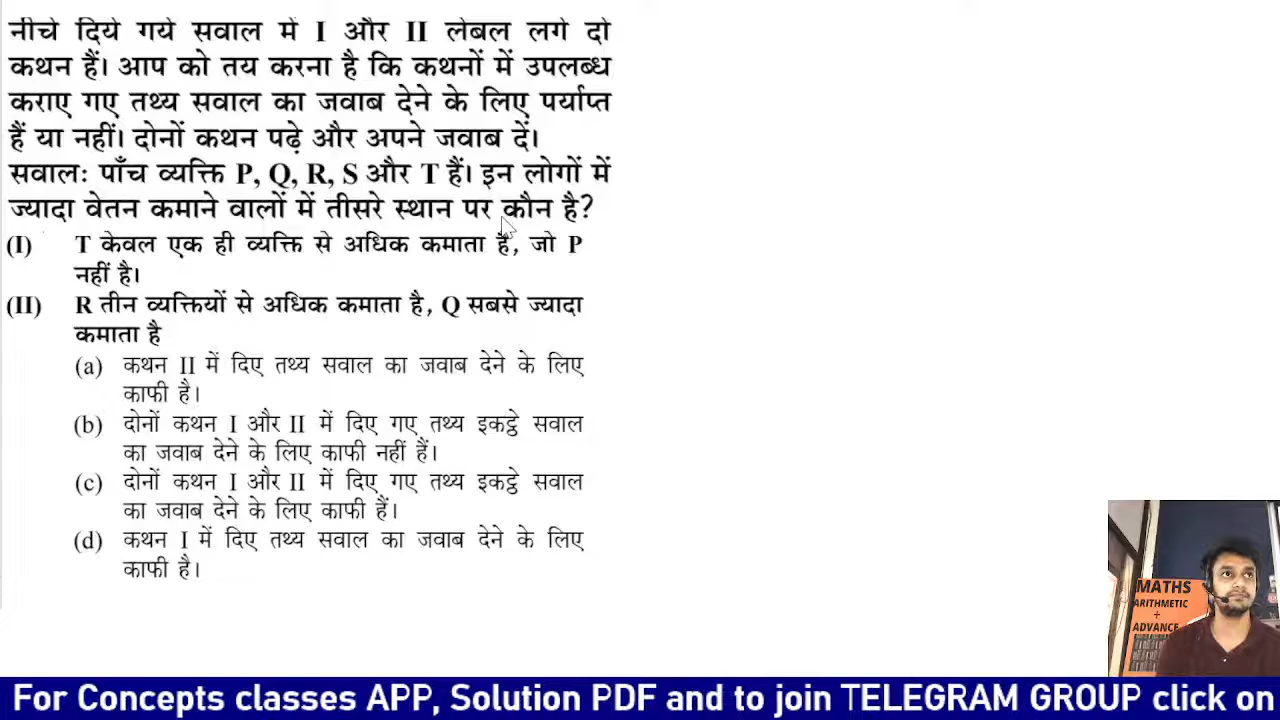 नीचे दिये गये सवाल में I और II लेबल लगे दो
कथन हैं। आप को तय करना है कि कथनों में उपलब्ध
कराए गए तथ्य सवाल का जवाब देने के लिए पर्याप्त
हैं या नहीं। दोनों कथन पढ़े और अपने जवाब दें।
सवालः पाँच व्यक्ति P, Q, R, S और T हैं। इन लोगों में
ज्यादा वेतन कमाने वालों में तीसरे स्थान पर कौन है?
(I) T केवल एक ही व्यक्ति से अधिक कमाता है, जो P
नहीं है।
(II) R तीन व्यक्तियों से अधिक कमाता है, Q सबसे ज्यादा
कमाता है
(a) कथन II में दिए तथ्य सवाल का जवाब देने के लिए
काफी है।
(b) दोनों कथन I और II में दिए गए तथ्य इकट्ठे सवाल
का जवाब देने के लिए काफी नहीं हैं।
(c) दोनों कथन I और II में दिए गए तथ्य इकट्ठे सवाल
का जवाब देने के लिए काफी हैं।
(d) कथन I में दिए तथ्य सवाल का जवाब देने के लिए
काफी है।
MATHS
ARITHMETIC
+
ADVANCE
For Concepts classes APP, Solution PDF and to join TELEGRAM GROUP click on